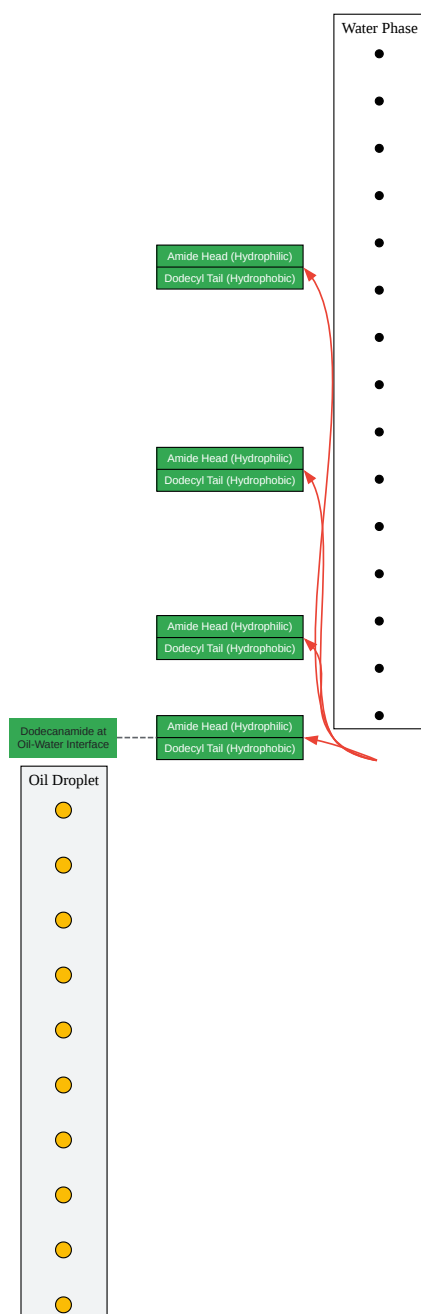 Water Phase
Amide Head (Hydrophilic)
Dodecyl Tail (Hydrophobic)
Amide Head (Hydrophilic)
Dodecyl Tail (Hydrophobic)
Amide Head (Hydrophilic)
Dodecyl Tail (Hydrophobic)
Dodecanamide at
Oil-Water Interface
Amide Head (Hydrophilic)
Dodecyl Tail (Hydrophobic)
Oil Droplet